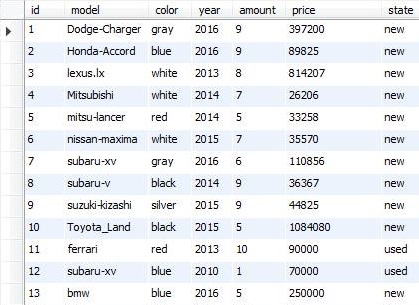 id model color year amount price state
1 Dodge-Charger gray 2016 9 397200 new
2 Honda-Accord blue 2016 9 89825 new
3 lexus.lx white 2013 8 814207 new
4 Mitsubishi white 2014 7 26206 new
5 mitsu-lancer red 2014 5 33258 new
6 nissan-maxima white 2015 7 35570 new
7 subaru-xv gray 2016 6 110856 new
8 subaru-v black 2014 9 36367 new
9 suzuki-kizashi silver 2015 9 44825 new
10 Toyota_Land black 2015 5 1084080 new
11 ferrari red 2013 10 90000 used
12 subaru-xv blue 2010 1 70000 used
13 bmw blue 2016 5 250000 new